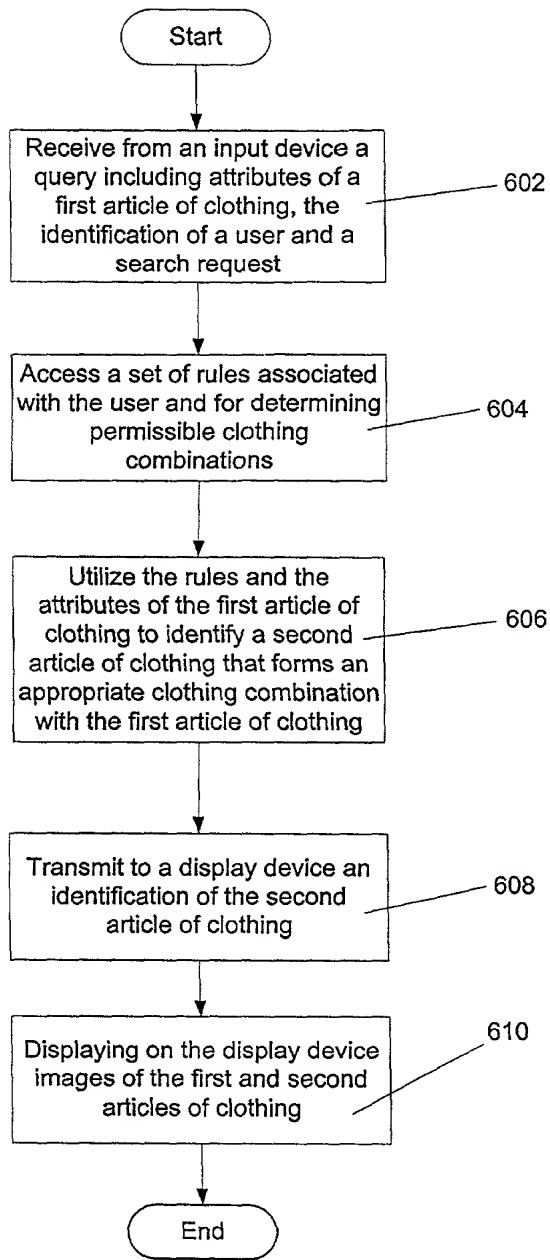 Start
Receive from an input device a
query including attributes of a
first article of clothing, the
identification of a user and a
search request
602
Access a set of rules associated
with the user and for determining
permissible clothing
combinations
604
Utilize the rules and the
attributes of the first article of
clothing to identify a second
article of clothing that forms an
appropriate clothing combination
with the first article of clothing
606
Transmit to a display device an
identification of the second
article of clothing
608
Displaying on the display device
images of the first and second
articles of clothing
610
End